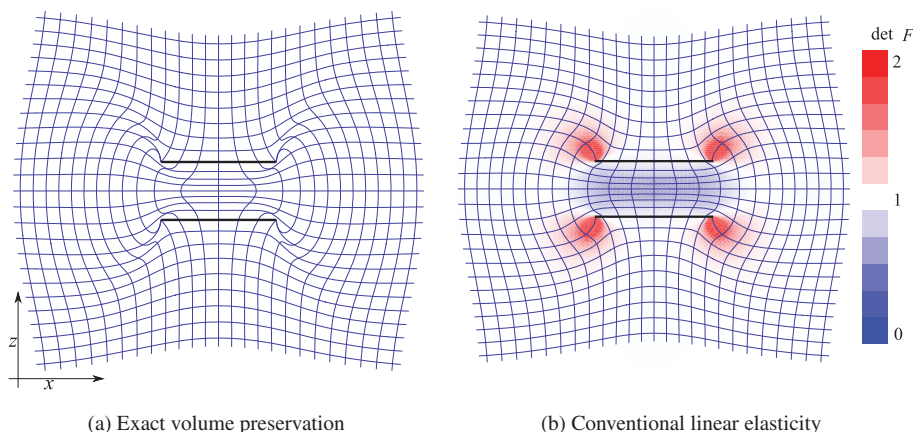 det F
2
1
0
z
x
(a) Exact volume preservation
(b) Conventional linear elasticity